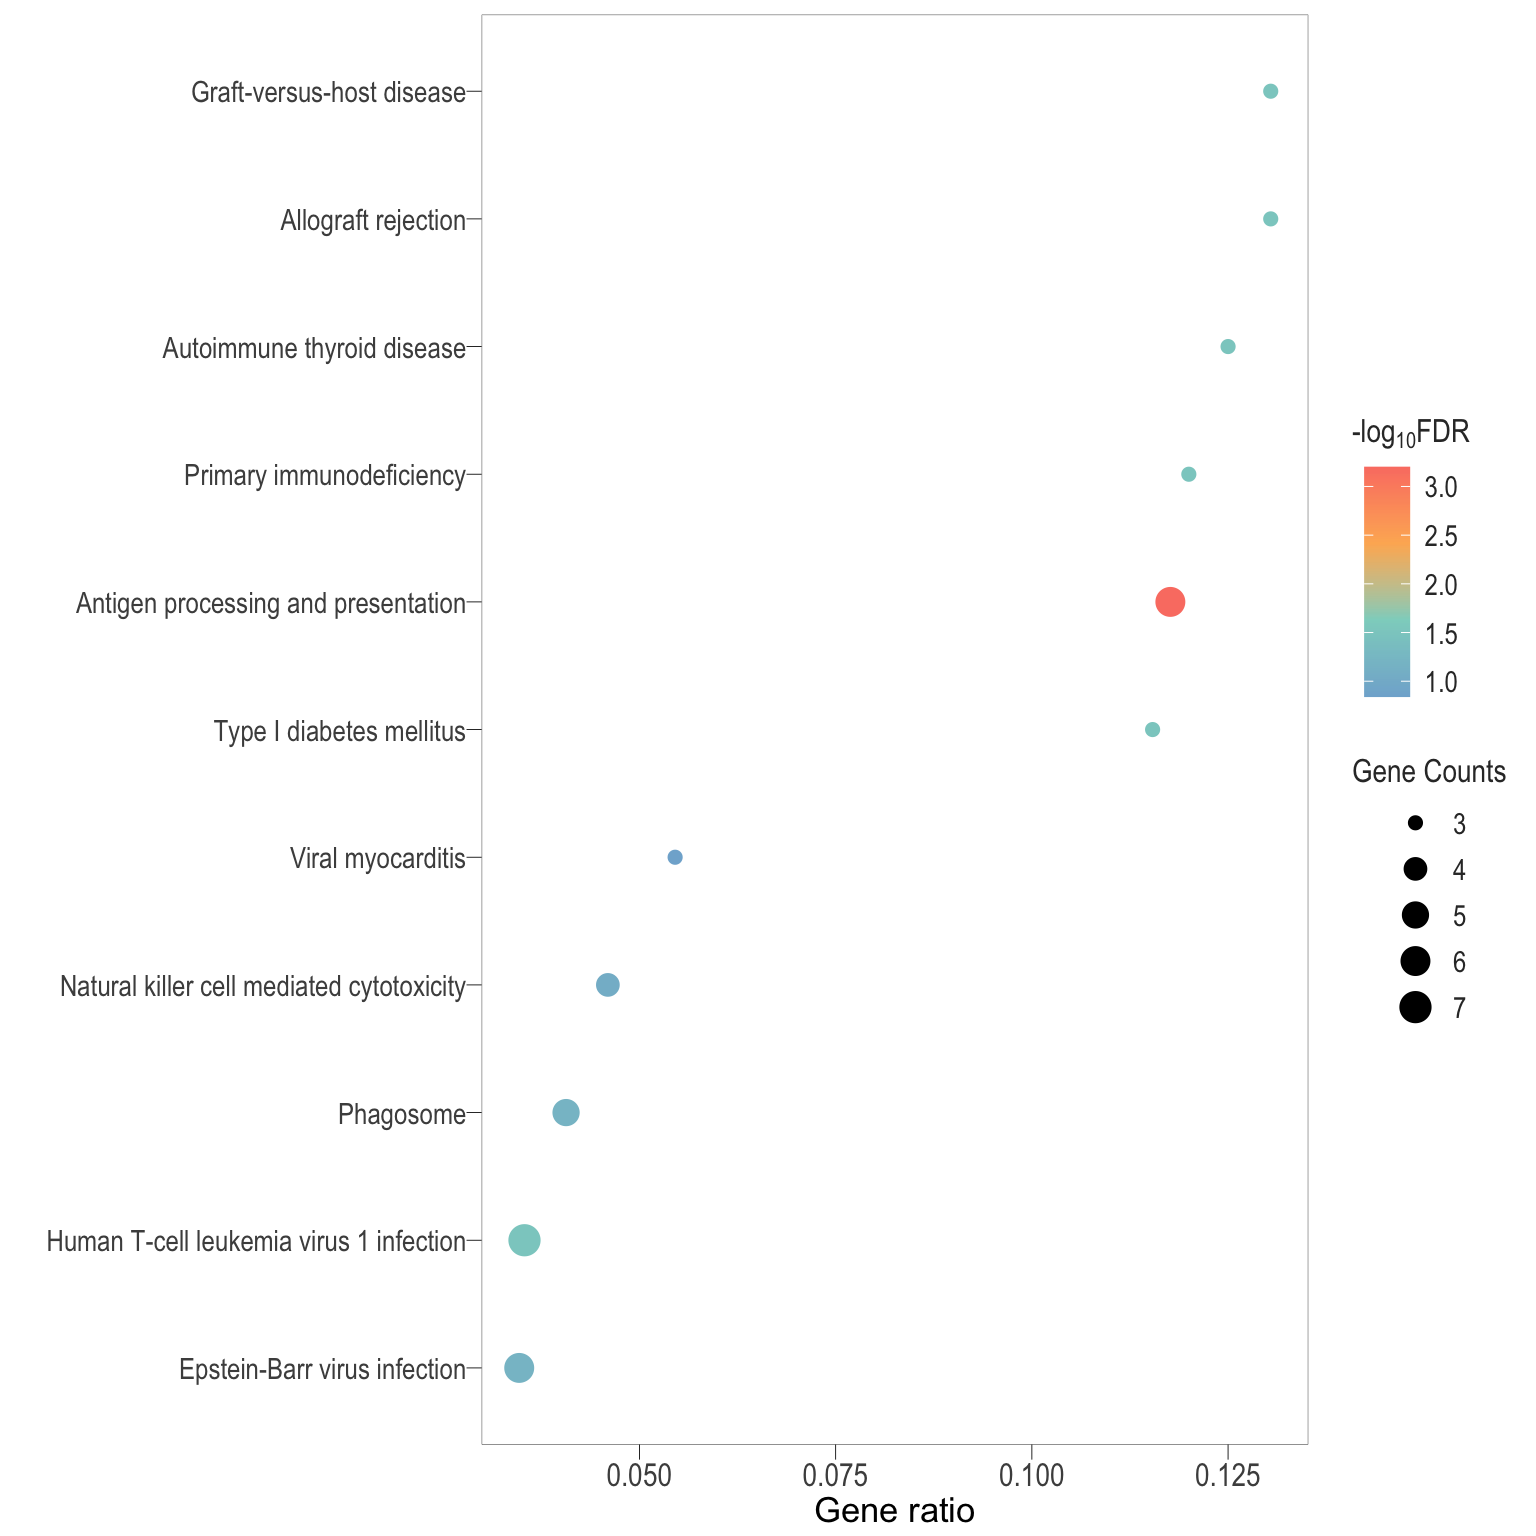 Graft-versus-host disease
Allograft rejection
Autoimmune thyroid disease
Primary immunodeficiency
Antigen processing and presentation
Type I diabetes mellitus
Viral myocarditis
Natural killer cell mediated cytotoxicity
Phagosome
Human T-cell leukemia virus 1 infection
Epstein-Barr virus infection
0.050 0.075 0.100 0.125
Gene ratio
-log₁₀FDR
3.0
2.5
2.0
1.5
1.0
Gene Counts
3
4
5
6
7